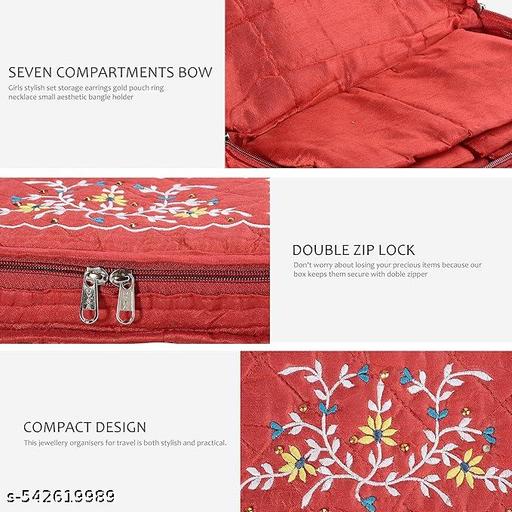 SEVEN COMPARTMENTS BOW
Girls stylish set storage earrings gold pouch ring
necklace small aesthetic bangle holder
DOUBLE ZIP LOCK
Don't worry about losing your precious items because our
box keeps them secure with doble zipper
COMPACT DESIGN
This jewellery organisers for travel is both stylish and practical.
s-542619989